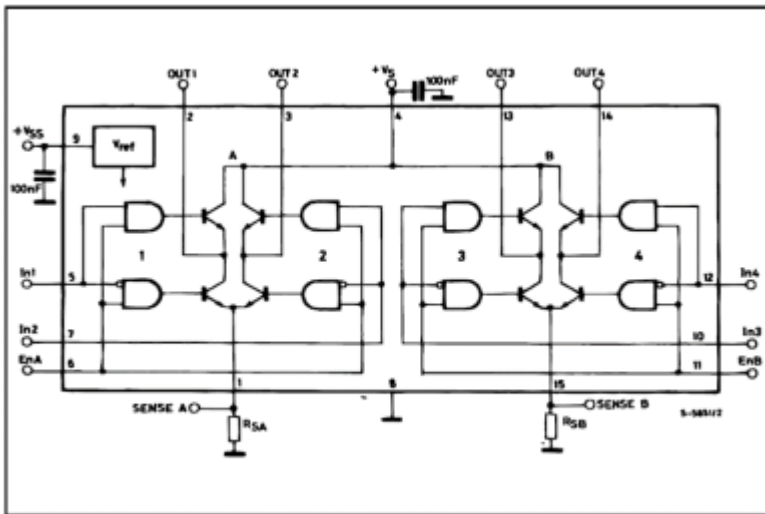 OUT1 OUT2 +Vs OUT3 OUT4
100nF
2 3 4 13 14
+VSS 9 Vref A B
100nF
1 2 3 4
In1 5 12 In4
In2 7 10 In3
EnA 6 11 EnB
1 8 15
SENSE A SENSE B
RSA RSB